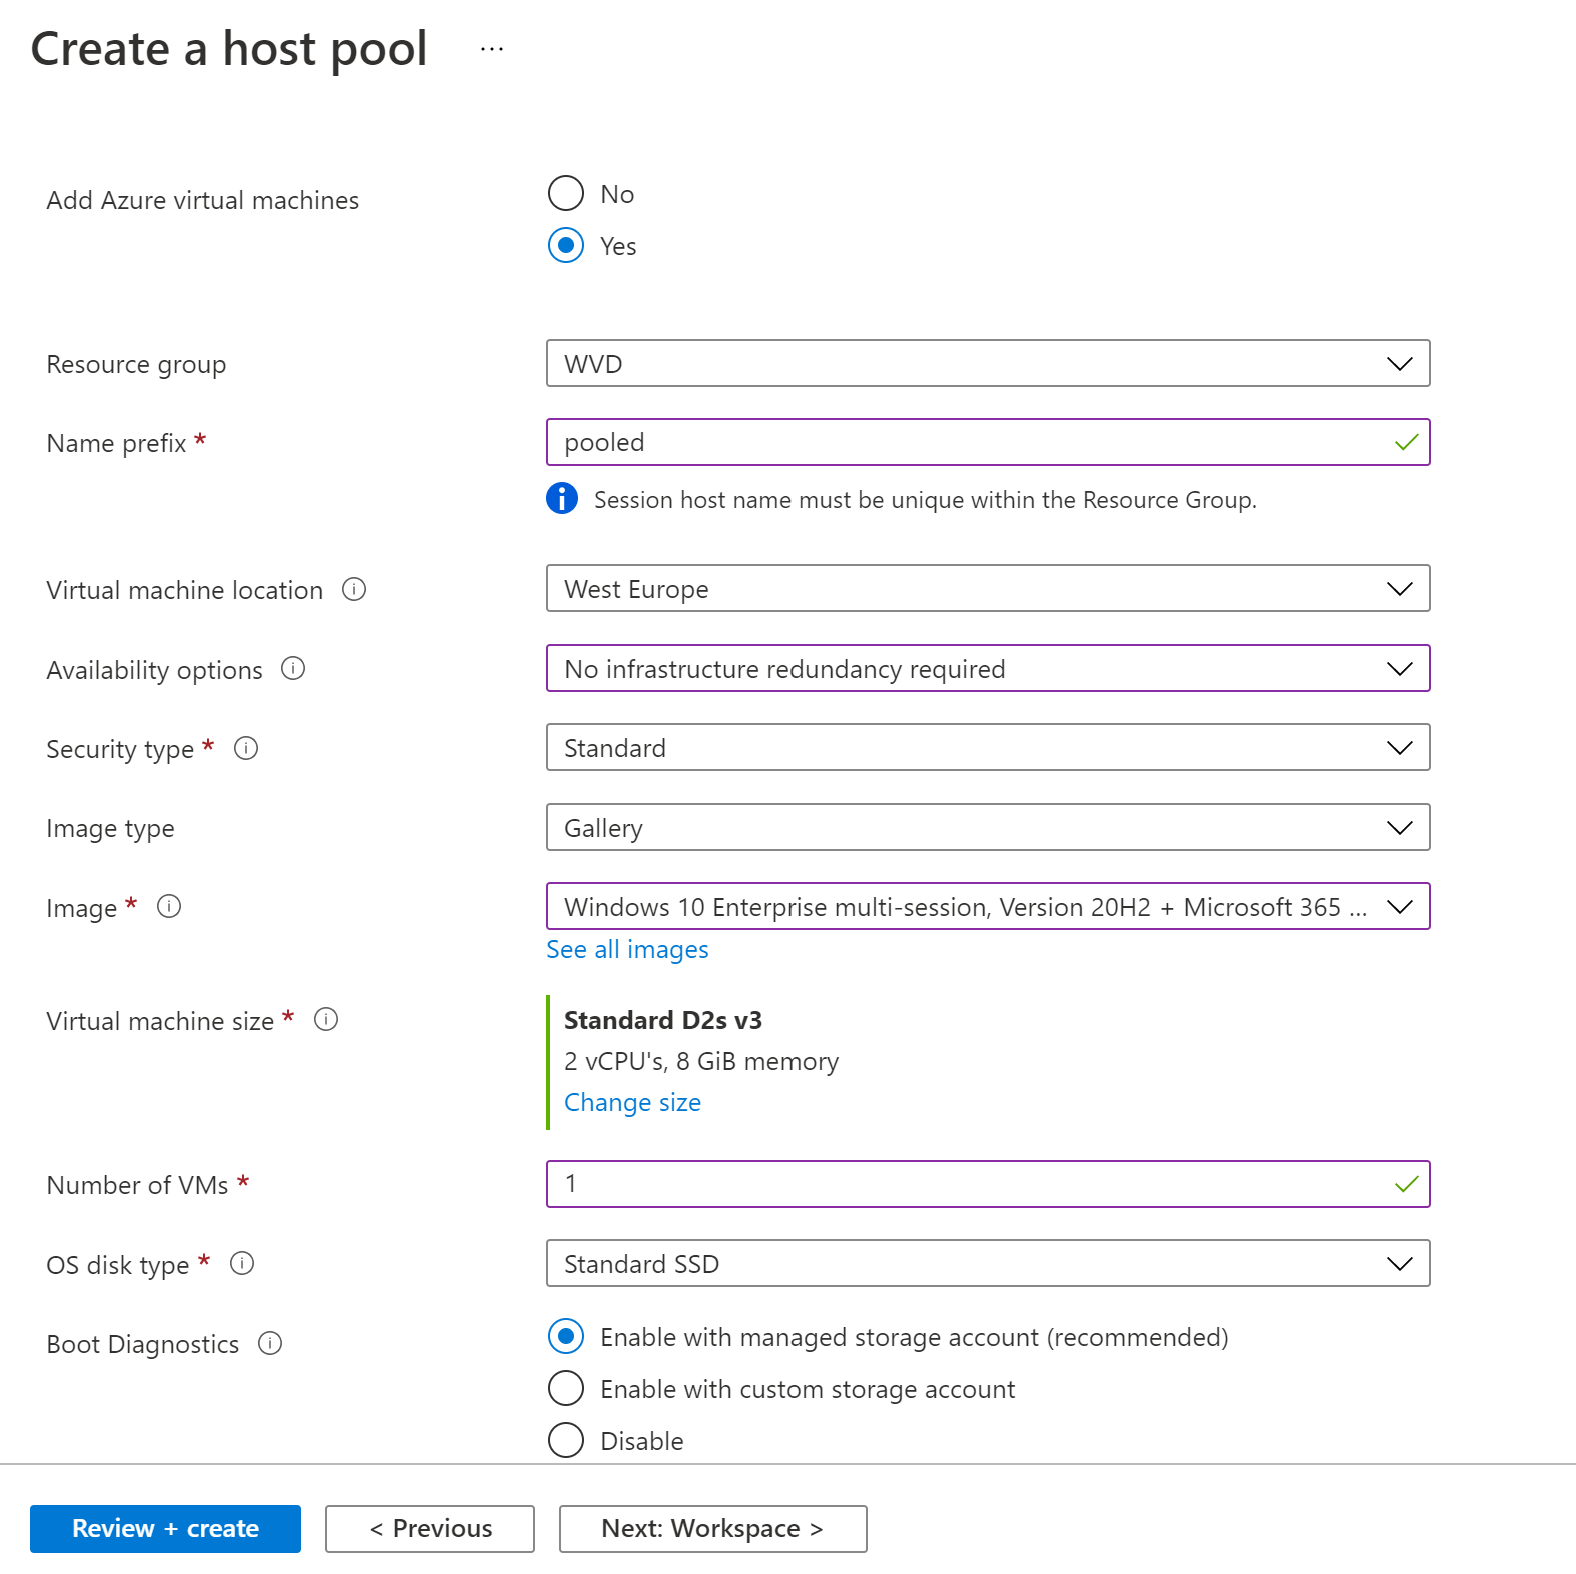 Create a host pool ...
Add Azure virtual machines
No
Yes
Resource group
WVD
Name prefix *
pooled
Session host name must be unique within the Resource Group.
Virtual machine location
West Europe
Availability options
No infrastructure redundancy required
Security type *
Standard
Image type
Gallery
Image *
Windows 10 Enterprise multi-session, Version 20H2 + Microsoft 365 ...
See all images
Virtual machine size *
Standard D2s v3
2 vCPU's, 8 GiB memory
Change size
Number of VMs *
1
OS disk type *
Standard SSD
Boot Diagnostics
Enable with managed storage account (recommended)
Enable with custom storage account
Disable
Review + create
< Previous
Next: Workspace >